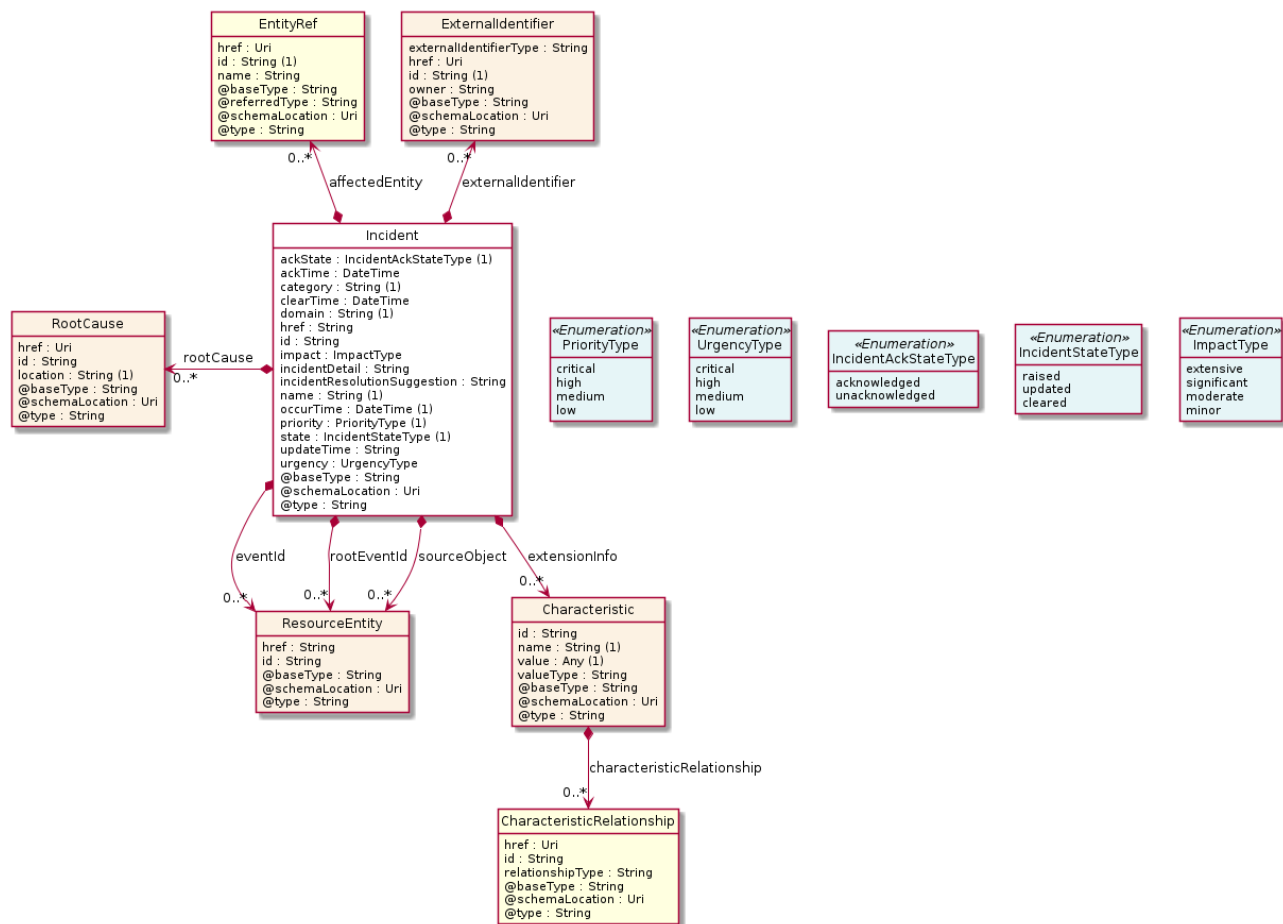 EntityRef
href : Uri
id : String (1)
name : String
@baseType : String
@referredType : String
@schemaLocation : Uri
@type : String
ExternalIdentifier
externalIdentifierType : String
href : Uri
id : String (1)
owner : String
@baseType : String
@schemaLocation : Uri
@type : String
0..*
0..*
affectedEntity
externalIdentifier
Incident
ackState : IncidentAckStateType (1)
ackTime : DateTime
category : String (1)
clearTime : DateTime
domain : String (1)
href : String
id : String
impact : ImpactType
incidentDetail : String
incidentResolutionSuggestion : String
name : String (1)
occurTime : DateTime (1)
priority : PriorityType (1)
state : IncidentStateType (1)
updateTime : String
urgency : UrgencyType
@baseType : String
@schemaLocation : Uri
@type : String
RootCause
href : Uri
id : String
location : String (1)
@baseType : String
@schemaLocation : Uri
@type : String
rootCause
0..*
«Enumeration»
PriorityType
critical
high
medium
low
«Enumeration»
UrgencyType
critical
high
medium
low
«Enumeration»
IncidentAckStateType
acknowledged
unacknowledged
«Enumeration»
IncidentStateType
raised
updated
cleared
«Enumeration»
ImpactType
extensive
significant
moderate
minor
eventId
rootEventId
sourceObject
extensionInfo
0..*
0..*
0..*
0..*
ResourceEntity
href : String
id : String
@baseType : String
@schemaLocation : Uri
@type : String
Characteristic
id : String
name : String (1)
value : Any (1)
valueType : String
@baseType : String
@schemaLocation : Uri
@type : String
characteristicRelationship
0..*
CharacteristicRelationship
href : Uri
id : String
relationshipType : String
@baseType : String
@schemaLocation : Uri
@type : String